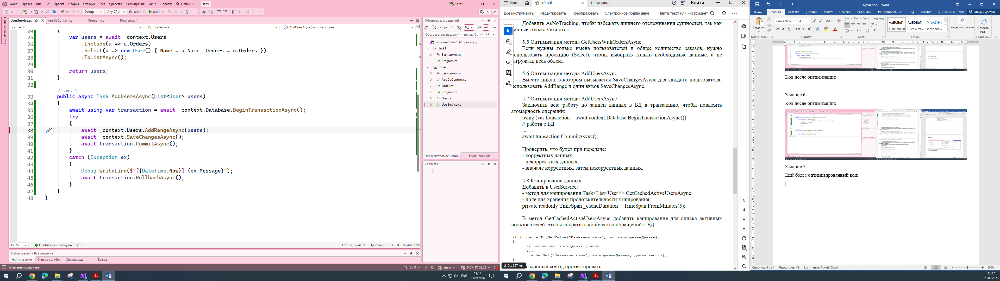 Файл Правка Вид Git Проект Сборка Отладка Тест Средства Расширения Окно Справка Поиск lab9 Войти
Debug Any CPU task1 task1
UserService.cs AppDbContext.cs Program.cs Program.cs*
task4 UserService AddUsersAsync(List<User> users)
Панель элементов
24 {
25 var users = await _context.Users
26 .Include(u => u.Orders)
27 .Select(u => new User() { Name = u.Name, Orders = u.Orders })
28 .ToListAsync();
29
30 return users;
31 }
32
Ссылок: 1
33 public async Task AddUsersAsync(List<User> users)
34 {
35 await using var transaction = await _context.Database.BeginTransactionAsync();
36 try
37 {
38 await _context.Users.AddRangeAsync(users);
39 await _context.SaveChangesAsync();
40 await transaction.CommitAsync();
41 }
42 catch (Exception ex)
43 {
44 Debug.WriteLine($"[{DateTime.Now}] {ex.Message}");
45 await transaction.RollbackAsync();
46 }
47 }
48 }
153 % Проблемы не найдены. Стр: 38, Симв: 55 Пробелы CRLF UTF-8 with BOM
Найти ссылки - Все решение
Найти ссылки Список ошибок Список задач Вывод
Элементы сохранены 0 / 0 12 main ИСРПО 02.02 1
Обозреватель решений
Обозреватель решений — поиск (Ctrl+;)
Решение "lab9" (2 проекта 2)
task1
Зависимости
C# Program.cs
task4
Зависимости
C# AppDbContext.cs
C# Order.cs
C# Program.cs
C# User.cs
C# UserService.cs
Обозреватель решений Изменения Git
Свойства
ENG 11:47 23.09.2026
Меню lr9.pdf Создать Войти
Все инструменты Редактировать Преобразовать Электронное подписание Найти текст или инструмент
Добавить AsNoTracking, чтобы избежать лишнего отслеживания сущностей, так как
данные только читаются.
5.5 Оптимизация метода GetUsersWithOrdersAsync
Если нужны только имена пользователей и общее количество заказов, нужно
использовать проекцию (Select), чтобы выбирать только необходимые данные, а не
загружать весь объект.
5.6 Оптимизация метода AddUsersAsync
Вместо цикла, в котором вызывается SaveChangesAsync для каждого пользователя,
использовать AddRange и один вызов SaveChangesAsync.
5.7 Оптимизация метода AddUsersAsync
Заключить всю работу по записи данных в БД в транзакцию, чтобы повысить
атомарность операций:
using (var transaction = await context.Database.BeginTransactionAsync())
// работа с БД
...
await transaction.CommitAsync();
Проверить, что будет при передаче:
- корректных данных,
- некорректных данных,
- вначале корректных, затем некорректных данных.
5.8 Кэширование данных
Добавить в UserService:
- метод для кэширования Task<List<User>> GetCachedActiveUsersAsync
- поле для хранения продолжительности кэширования:
private readonly TimeSpan _cacheDuration = TimeSpan.FromMinutes(5);
В метод GetCachedActiveUsersAsync добавить кэширование для списка активных
пользователей, чтобы сократить количество обращений к БД:
if (!_cache.TryGetValue("Название кэша", out кэшируемыеДанные))
{
// заполнение кэшируемых данных
...
_cache.Set("Название кэша", кэшируемыеДанные, длительность);
}
210 x 297 мм
озданный метод протестировать.
3
4
Задачи.docx - Word
Файл Главная Вставка Дизайн Макет Ссылки Рассылки Рецензирование Вид Acrobat Помощн Вход Общий доступ
Вставить Times New R 14 АаБбВвГг, АаБбВвГг, АаБбВв Редактирование Создать PDF
Ж К Ч abc ¶ Обычный ¶ Без инте... Заголово...
Буфер обм... Шрифт Абзац Стили Adobe Ac...
Код после оптимизации:
Задание 6
Код после оптимизации:
Задание 7
Ещё более оптимизированный код:
Страница 4 из 4 Число слов: 49 английский (США) 100%
11:47
23.09.2026